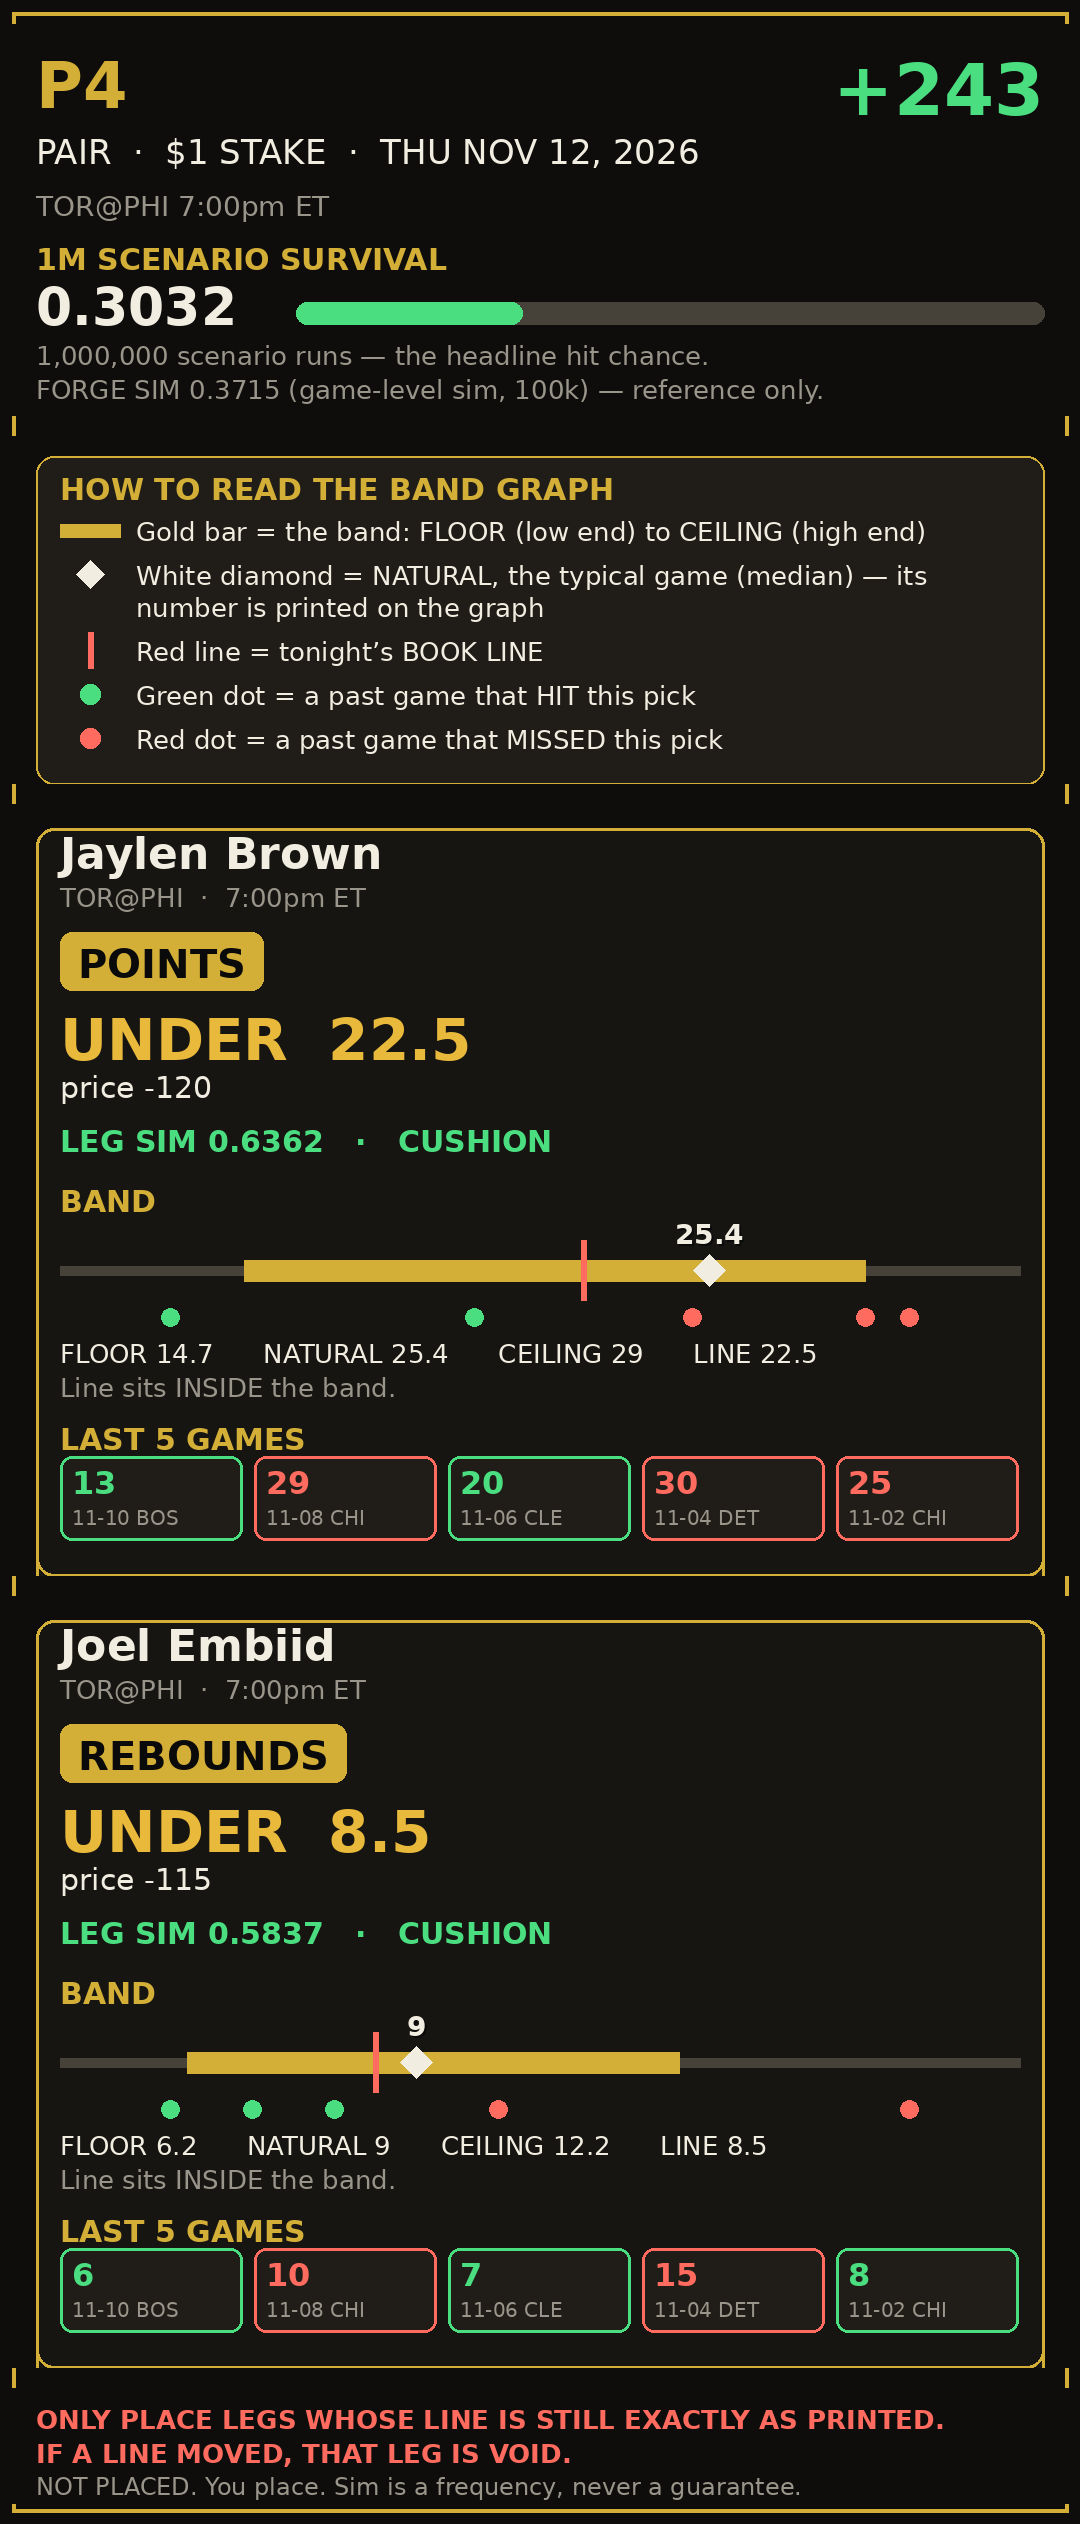 P4
+243
PAIR · $1 STAKE · THU NOV 12, 2026
TOR@PHI 7:00pm ET
1M SCENARIO SURVIVAL
0.3032
1,000,000 scenario runs — the headline hit chance.
FORGE SIM 0.3715 (game-level sim, 100k) — reference only.
HOW TO READ THE BAND GRAPH
Gold bar = the band: FLOOR (low end) to CEILING (high end)
White diamond = NATURAL, the typical game (median) — its
number is printed on the graph
Red line = tonight’s BOOK LINE
Green dot = a past game that HIT this pick
Red dot = a past game that MISSED this pick
Jaylen Brown
TOR@PHI · 7:00pm ET
POINTS
UNDER 22.5
price -120
LEG SIM 0.6362 · CUSHION
BAND
25.4
FLOOR 14.7 NATURAL 25.4 CEILING 29 LINE 22.5
Line sits INSIDE the band.
LAST 5 GAMES
13 29 20 30 25
11-10 BOS 11-08 CHI 11-06 CLE 11-04 DET 11-02 CHI
Joel Embiid
TOR@PHI · 7:00pm ET
REBOUNDS
UNDER 8.5
price -115
LEG SIM 0.5837 · CUSHION
BAND
9
FLOOR 6.2 NATURAL 9 CEILING 12.2 LINE 8.5
Line sits INSIDE the band.
LAST 5 GAMES
6 10 7 15 8
11-10 BOS 11-08 CHI 11-06 CLE 11-04 DET 11-02 CHI
ONLY PLACE LEGS WHOSE LINE IS STILL EXACTLY AS PRINTED.
IF A LINE MOVED, THAT LEG IS VOID.
NOT PLACED. You place. Sim is a frequency, never a guarantee.